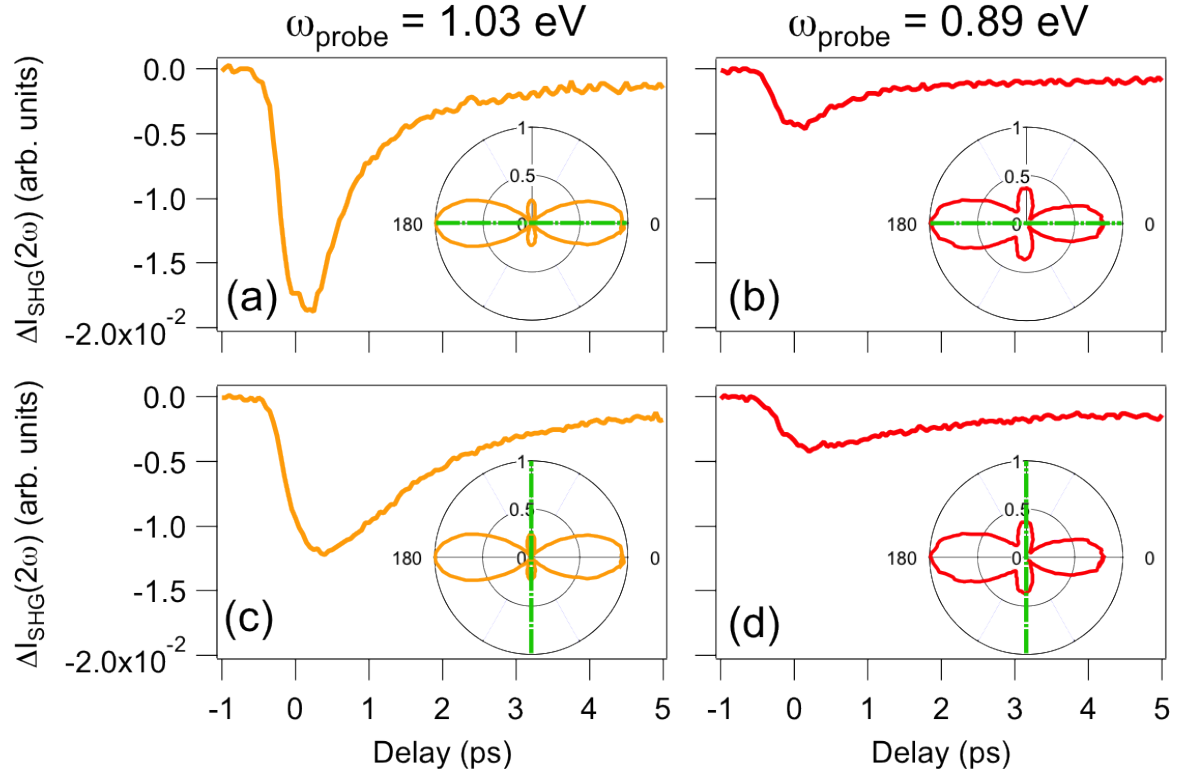 ωprobe = 1.03 eV
ωprobe = 0.89 eV
ΔISHG(2ω) (arb. units)
0.0
-0.5
-1.0
-1.5
-2.0x10-2
(a)
1
0.5
0
180
0
(b)
1
0.5
0
180
0
ΔISHG(2ω) (arb. units)
0.0
-0.5
-1.0
-1.5
-2.0x10-2
(c)
1
0.5
0
180
0
(d)
1
0.5
0
180
0
-1 0 1 2 3 4 5
-1 0 1 2 3 4 5
Delay (ps)
Delay (ps)